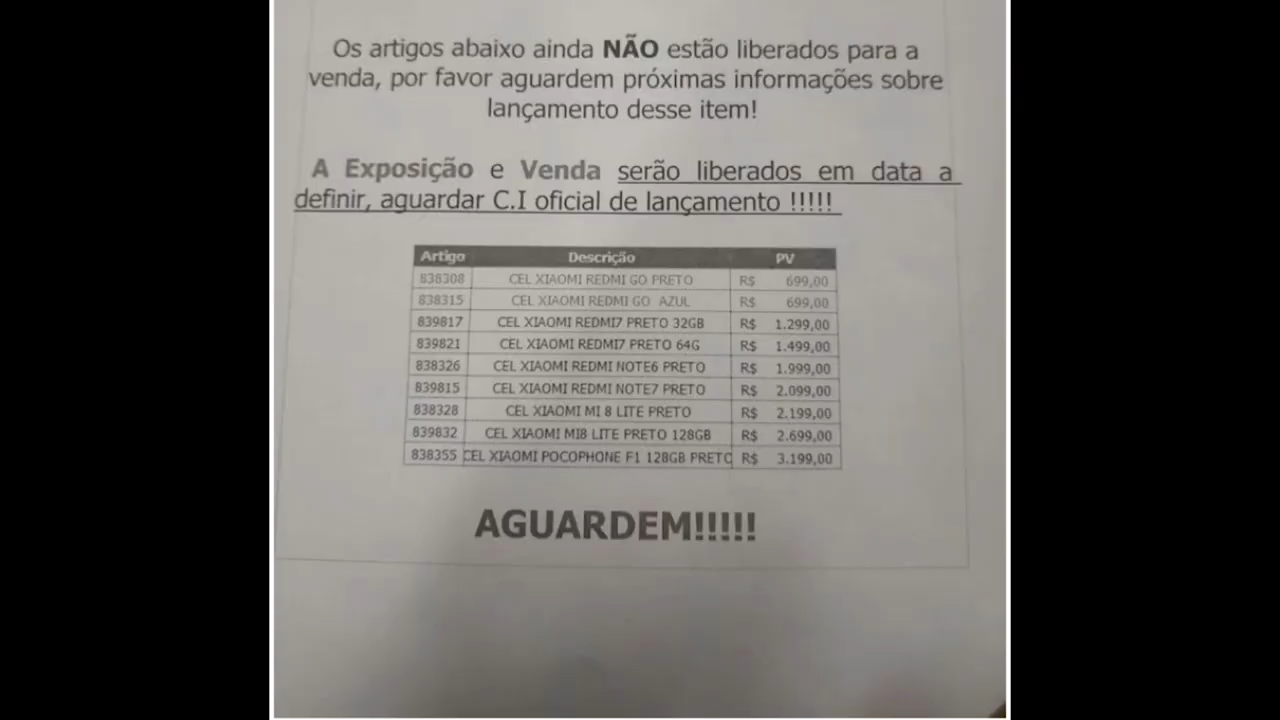 Os artigos abaixo ainda NÃO estão liberados para a
venda, por favor aguardem próximas informações sobre
lançamento desse item!
A Exposição e Venda serão liberados em data a
definir, aguardar C.I oficial de lançamento !!!!!
Artigo Descrição PV
838308 CEL XIAOMI REDMI GO PRETO R$ 699,00
838315 CEL XIAOMI REDMI GO AZUL R$ 699,00
839817 CEL XIAOMI REDMI7 PRETO 32GB R$ 1.299,00
839821 CEL XIAOMI REDMI7 PRETO 64G R$ 1.499,00
838326 CEL XIAOMI REDMI NOTE6 PRETO R$ 1.999,00
839815 CEL XIAOMI REDMI NOTE7 PRETO R$ 2.099,00
838328 CEL XIAOMI MI 8 LITE PRETO R$ 2.199,00
839832 CEL XIAOMI MI8 LITE PRETO 128GB R$ 2.699,00
838355 CEL XIAOMI POCOPHONE F1 128GB PRETO R$ 3.199,00
AGUARDEM!!!!!